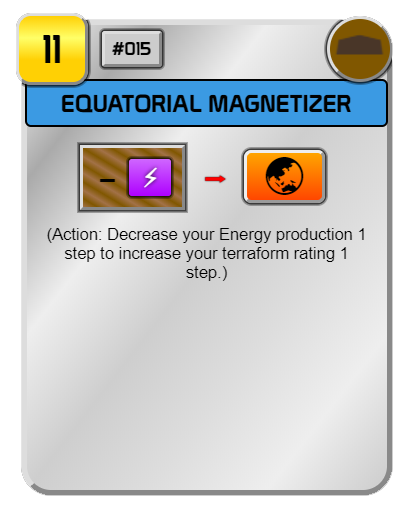 11
#015
EQUATORIAL MAGNETIZER
–
(Action: Decrease your Energy production 1
step to increase your terraform rating 1
step.)